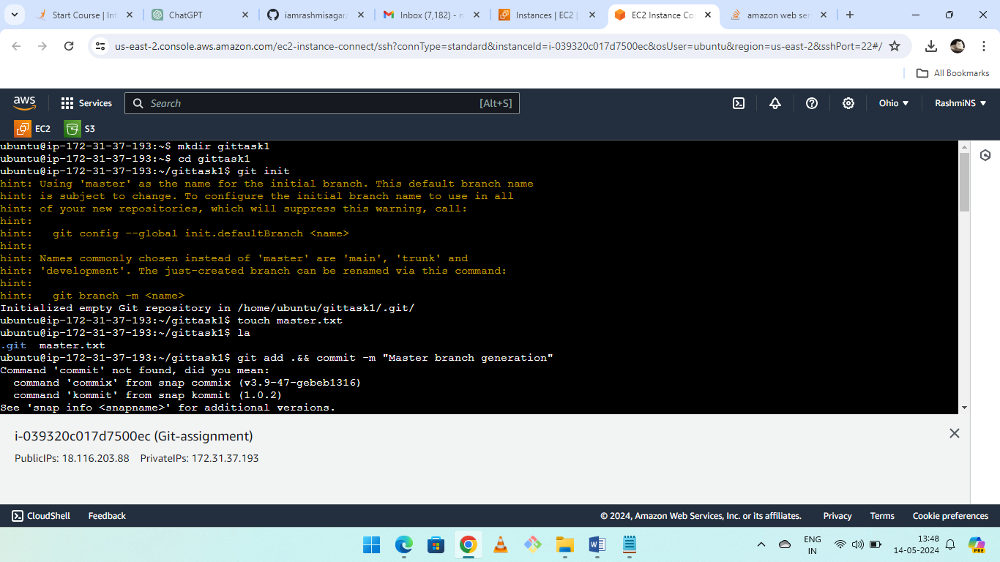 Start Course | Int
ChatGPT
iamrashmisagar/
Inbox (7,182) - n
Instances | EC2 |
EC2 Instance Co
amazon web ser
us-east-2.console.aws.amazon.com/ec2-instance-connect/ssh?connType=standard&instanceId=i-039320c017d7500ec&osUser=ubuntu&region=us-east-2&sshPort=22#/
All Bookmarks
aws
Services
Search
[Alt+S]
Ohio
RashmiNS
EC2
S3
ubuntu@ip-172-31-37-193:~$ mkdir gittask1
ubuntu@ip-172-31-37-193:~$ cd gittask1
ubuntu@ip-172-31-37-193:~/gittask1$ git init
hint: Using 'master' as the name for the initial branch. This default branch name
hint: is subject to change. To configure the initial branch name to use in all
hint: of your new repositories, which will suppress this warning, call:
hint:
hint:   git config --global init.defaultBranch <name>
hint:
hint: Names commonly chosen instead of 'master' are 'main', 'trunk' and
hint: 'development'. The just-created branch can be renamed via this command:
hint:
hint:   git branch -m <name>
Initialized empty Git repository in /home/ubuntu/gittask1/.git/
ubuntu@ip-172-31-37-193:~/gittask1$ touch master.txt
ubuntu@ip-172-31-37-193:~/gittask1$ la
.git  master.txt
ubuntu@ip-172-31-37-193:~/gittask1$ git add .&& commit -m "Master branch generation"
Command 'commit' not found, did you mean:
  command 'commix' from snap commix (v3.9-47-gebeb1316)
  command 'kommit' from snap kommit (1.0.2)
See 'snap info <snapname>' for additional versions.
i-039320c017d7500ec (Git-assignment)
PublicIPs: 18.116.203.88    PrivateIPs: 172.31.37.193
CloudShell
Feedback
© 2024, Amazon Web Services, Inc. or its affiliates.
Privacy
Terms
Cookie preferences
ENG
IN
13:48
14-05-2024
PRE